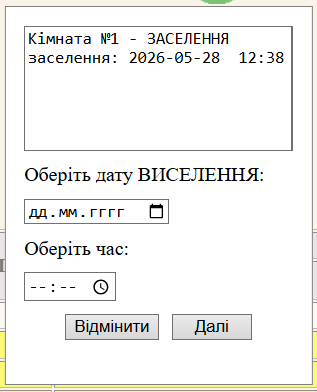 Кімната №1 - ЗАСЕЛЕННЯ
заселення: 2026-05-28  12:38
Оберіть дату ВИСЕЛЕННЯ:
дд.мм.гггг
Оберіть час:
--:--
Відмінити Далі